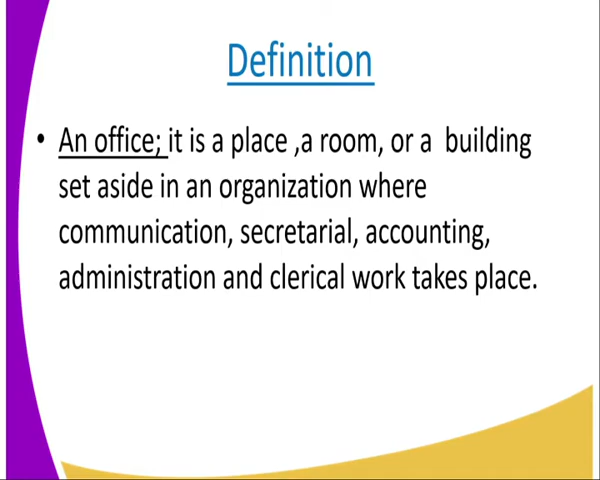 Definition
• An office; it is a place ,a room, or a  building
set aside in an organization where
communication, secretarial, accounting,
administration and clerical work takes place.